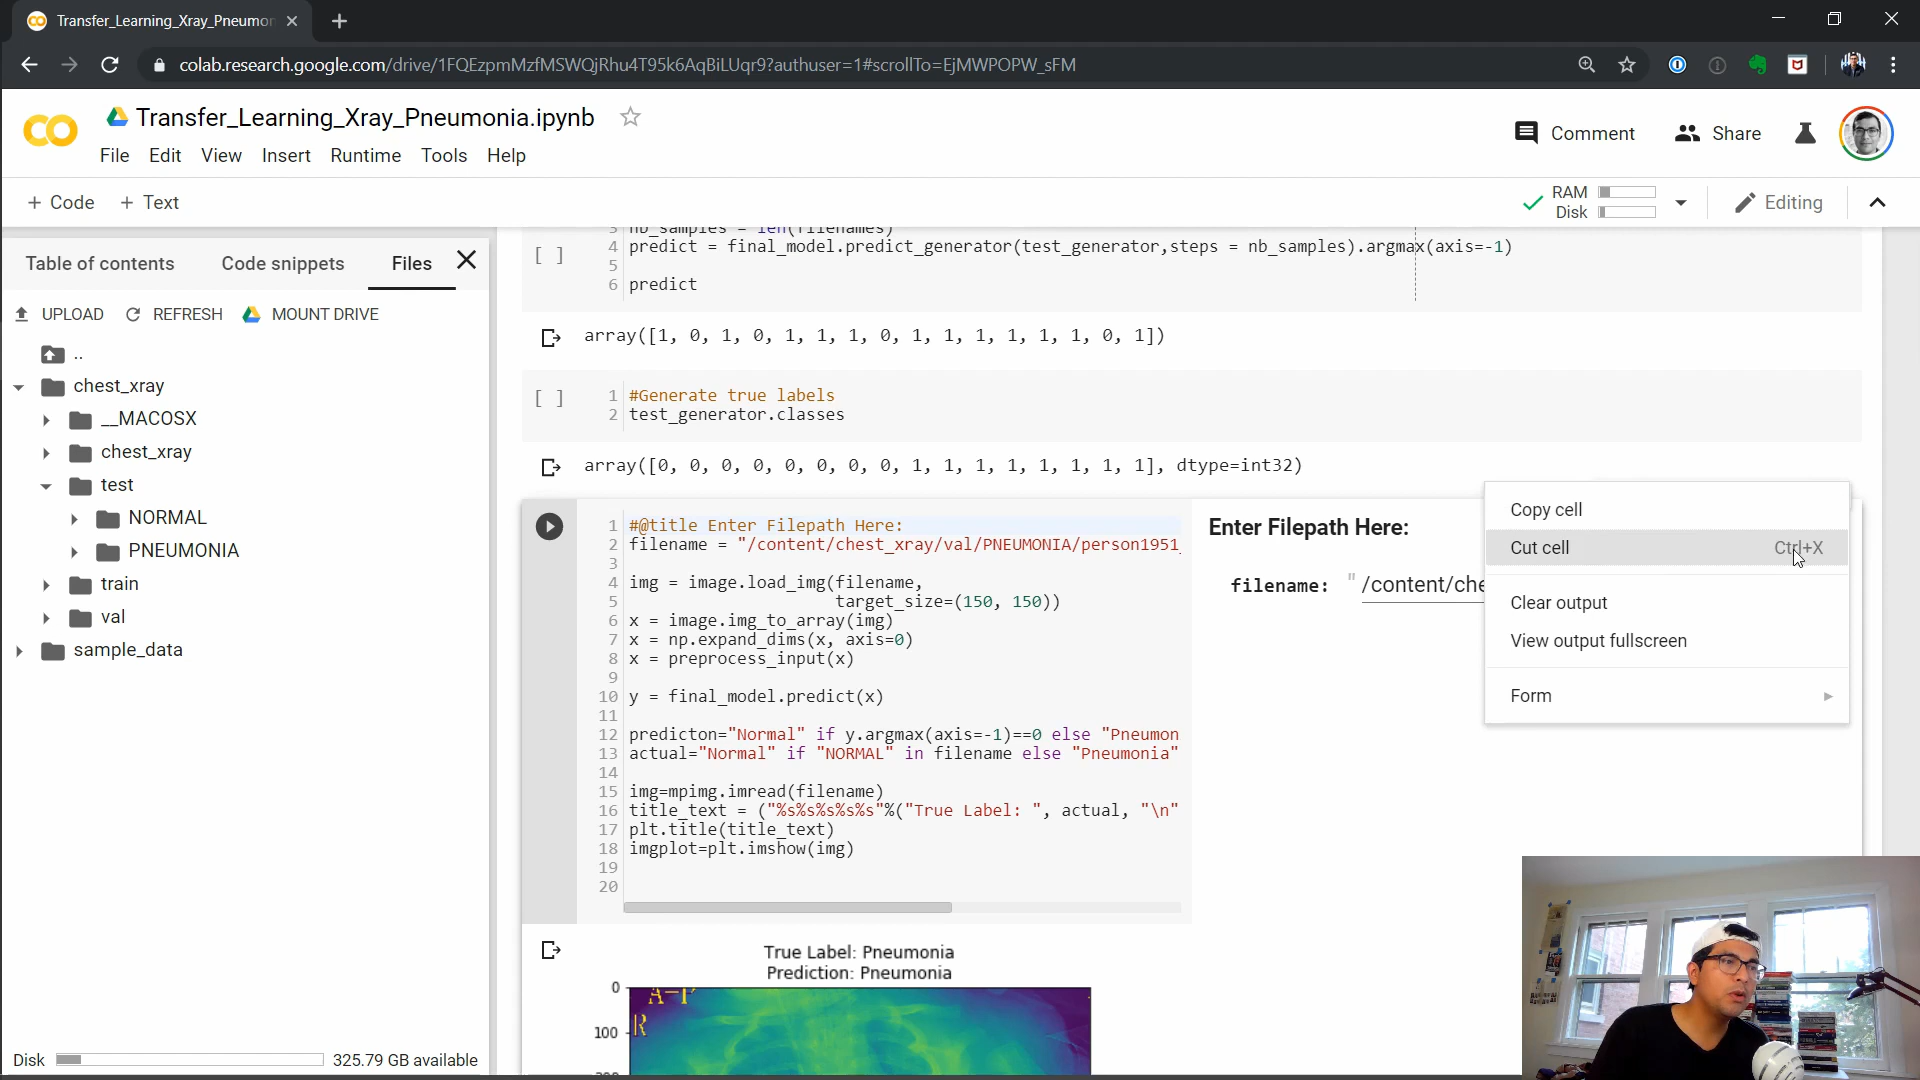 Transfer_Learning_Xray_Pneumon
colab.research.google.com/drive/1FQEzpmMzfMSWQjRhu4T95k6AqBiLUqr9?authuser=1#scrollTo=EjMWPOPW_sFM
Transfer_Learning_Xray_Pneumonia.ipynb
File Edit View Insert Runtime Tools Help
Comment
Share
+ Code + Text
RAM
Disk
Editing
Table of contents
Code snippets
Files
UPLOAD
REFRESH
MOUNT DRIVE
..
chest_xray
__MACOSX
chest_xray
test
NORMAL
PNEUMONIA
train
val
sample_data
Disk
325.79 GB available
3 nb_samples = len(filenames)
[ ]
4 predict = final_model.predict_generator(test_generator,steps = nb_samples).argmax(axis=-1)
5
6 predict
array([1, 0, 1, 0, 1, 1, 1, 0, 1, 1, 1, 1, 1, 1, 0, 1])
[ ]
1 #Generate true labels
2 test_generator.classes
array([0, 0, 0, 0, 0, 0, 0, 0, 1, 1, 1, 1, 1, 1, 1, 1], dtype=int32)
1 #@title Enter Filepath Here:
2 filename = "/content/chest_xray/val/PNEUMONIA/person1951_
3
4 img = image.load_img(filename,
5 target_size=(150, 150))
6 x = image.img_to_array(img)
7 x = np.expand_dims(x, axis=0)
8 x = preprocess_input(x)
9
10 y = final_model.predict(x)
11
12 predicton="Normal" if y.argmax(axis=-1)==0 else "Pneumon
13 actual="Normal" if "NORMAL" in filename else "Pneumonia"
14
15 img=mpimg.imread(filename)
16 title_text = ("%s%s%s%s%s"%("True Label: ", actual, "\n"
17 plt.title(title_text)
18 imgplot=plt.imshow(img)
19
20
Enter Filepath Here:
filename: "/content/che
Copy cell
Cut cell Ctrl+X
Clear output
View output fullscreen
Form
True Label: Pneumonia
Prediction: Pneumonia
0
A-P
R
100
200